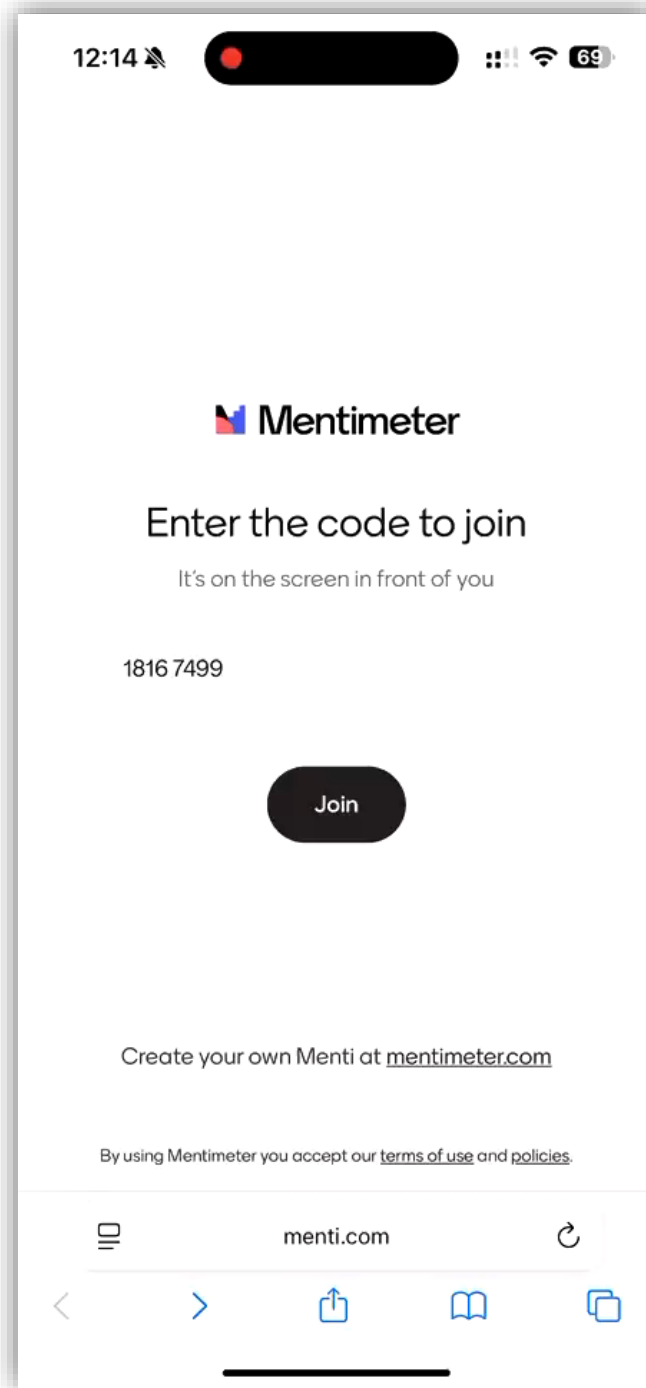 12:14
69
Mentimeter
Enter the code to join
It's on the screen in front of you
1816 7499
Join
Create your own Menti at mentimeter.com
By using Mentimeter you accept our terms of use and policies.
menti.com